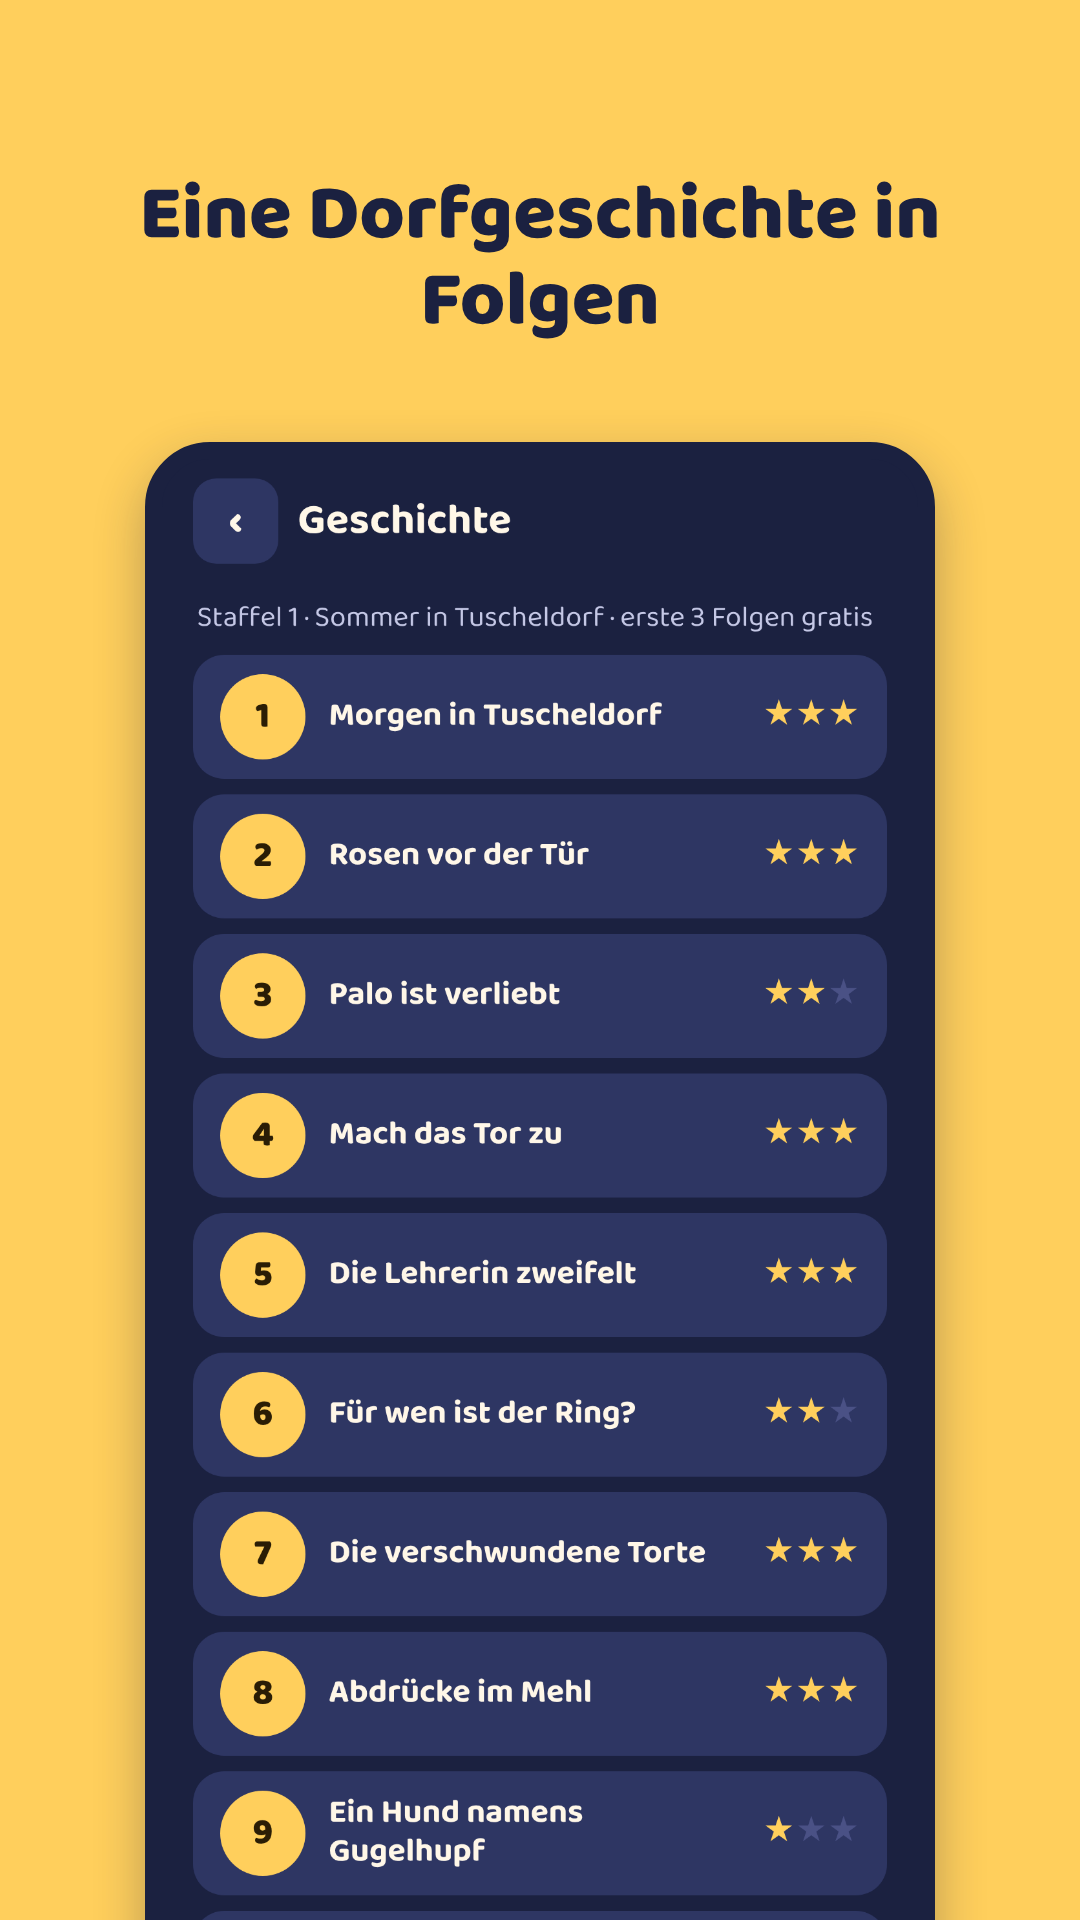 Eine Dorfgeschichte in
Folgen
‹ Geschichte
Staffel 1 · Sommer in Tuscheldorf · erste 3 Folgen gratis
1 Morgen in Tuscheldorf ★★★
2 Rosen vor der Tür ★★★
3 Palo ist verliebt ★★★
4 Mach das Tor zu ★★★
5 Die Lehrerin zweifelt ★★★
6 Für wen ist der Ring? ★★★
7 Die verschwundene Torte ★★★
8 Abdrücke im Mehl ★★★
9 Ein Hund namens
Gugelhupf ★★★